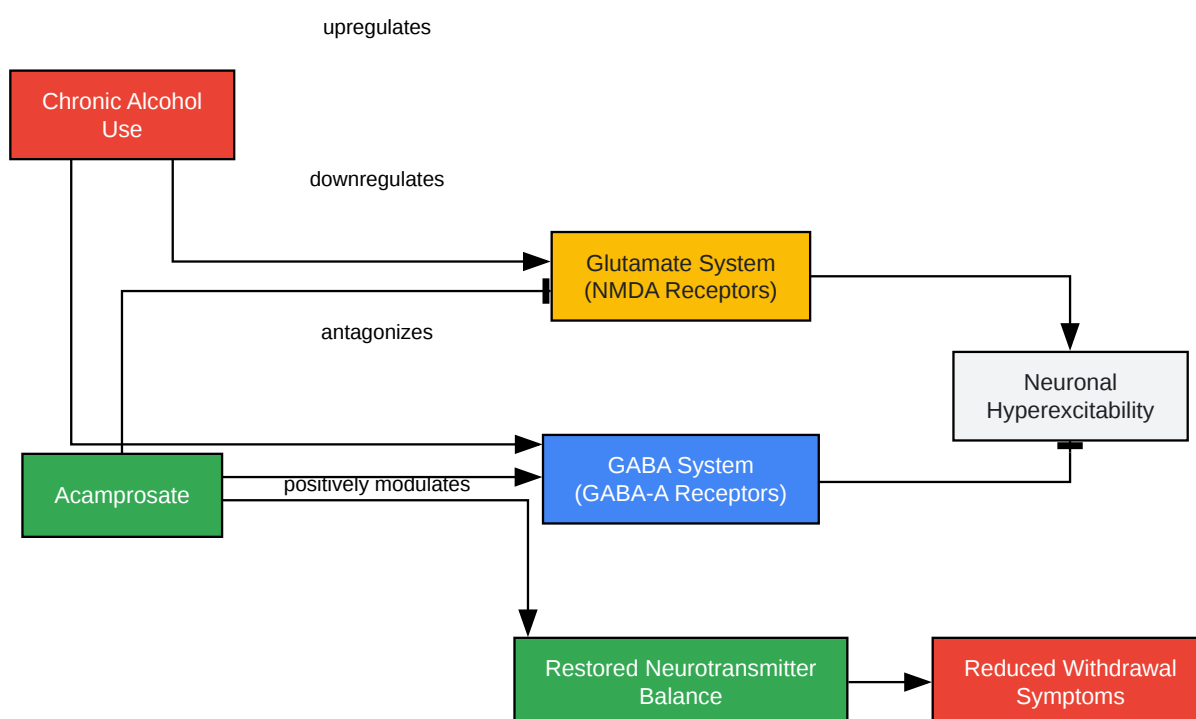 upregulates
Chronic Alcohol
Use
downregulates
Glutamate System
(NMDA Receptors)
antagonizes
Neuronal
Hyperexcitability
Acamprosate
positively modulates
GABA System
(GABA-A Receptors)
Restored Neurotransmitter
Balance
Reduced Withdrawal
Symptoms